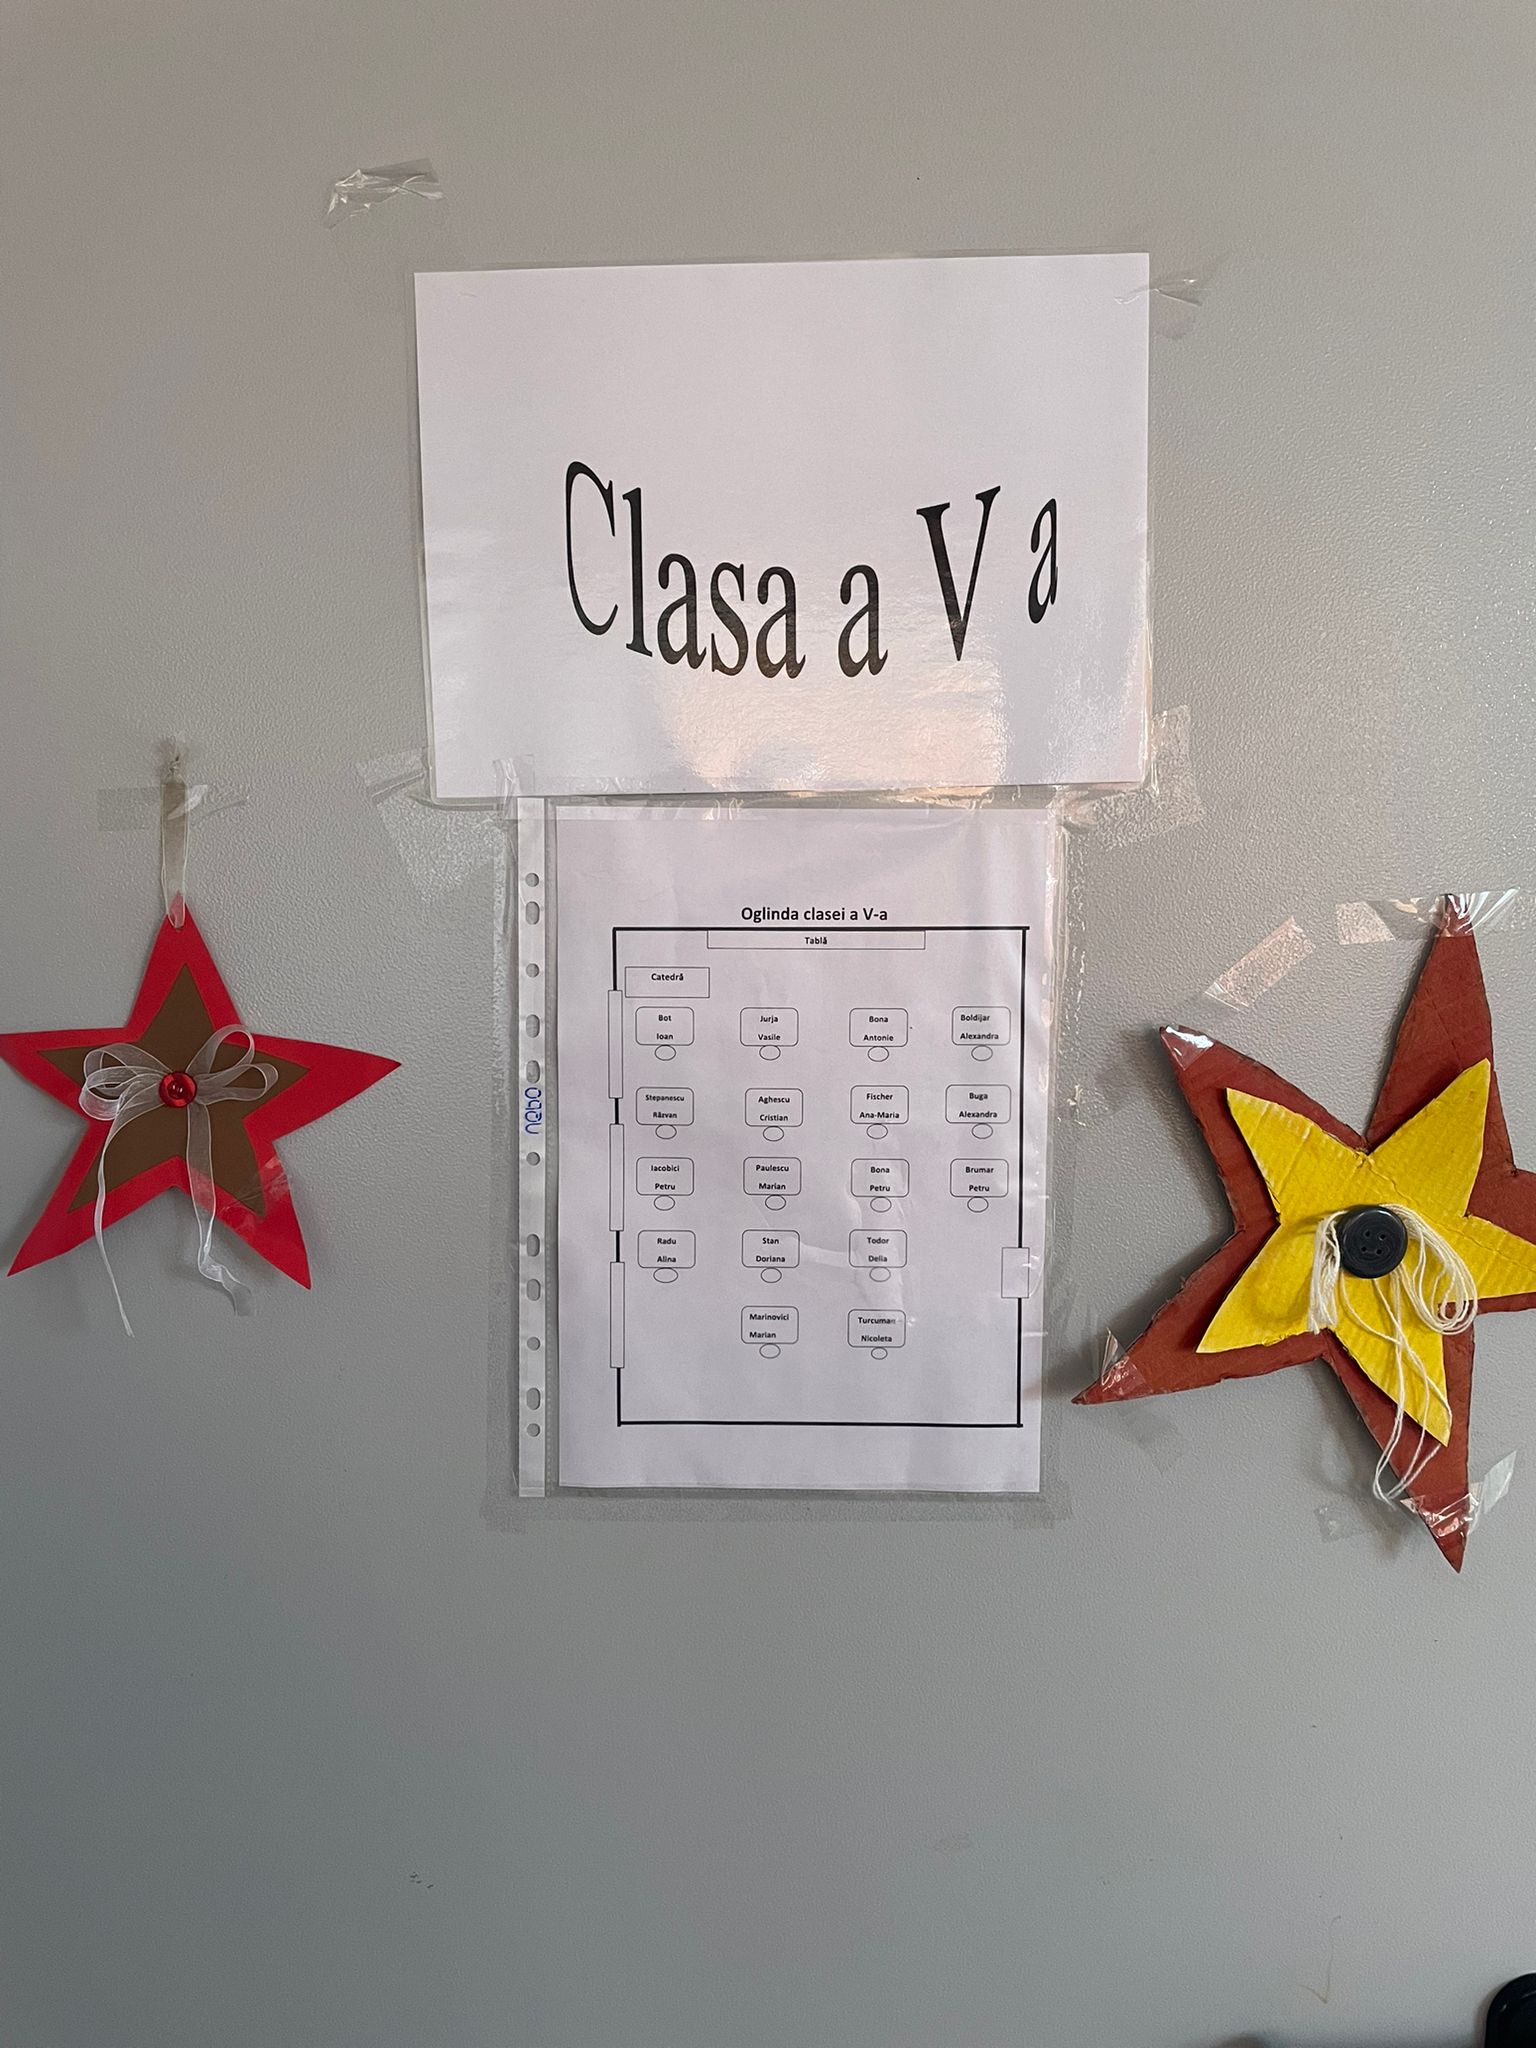 Clasa a V a
Oglinda clasei a V-a
Tablă
Catedră
Bot
Ioan
Jurja
Vasile
Bona
Antonie
Boldijar
Alexandra
Stepanescu
Răzvan
Aghescu
Cristian
Fischer
Ana-Maria
Buga
Alexandra
Iacobici
Petru
Paulescu
Marian
Bona
Petru
Brumar
Petru
Radu
Alina
Stan
Doriana
Todor
Delia
Marinovici
Marian
Turcuman
Nicoleta
nebo